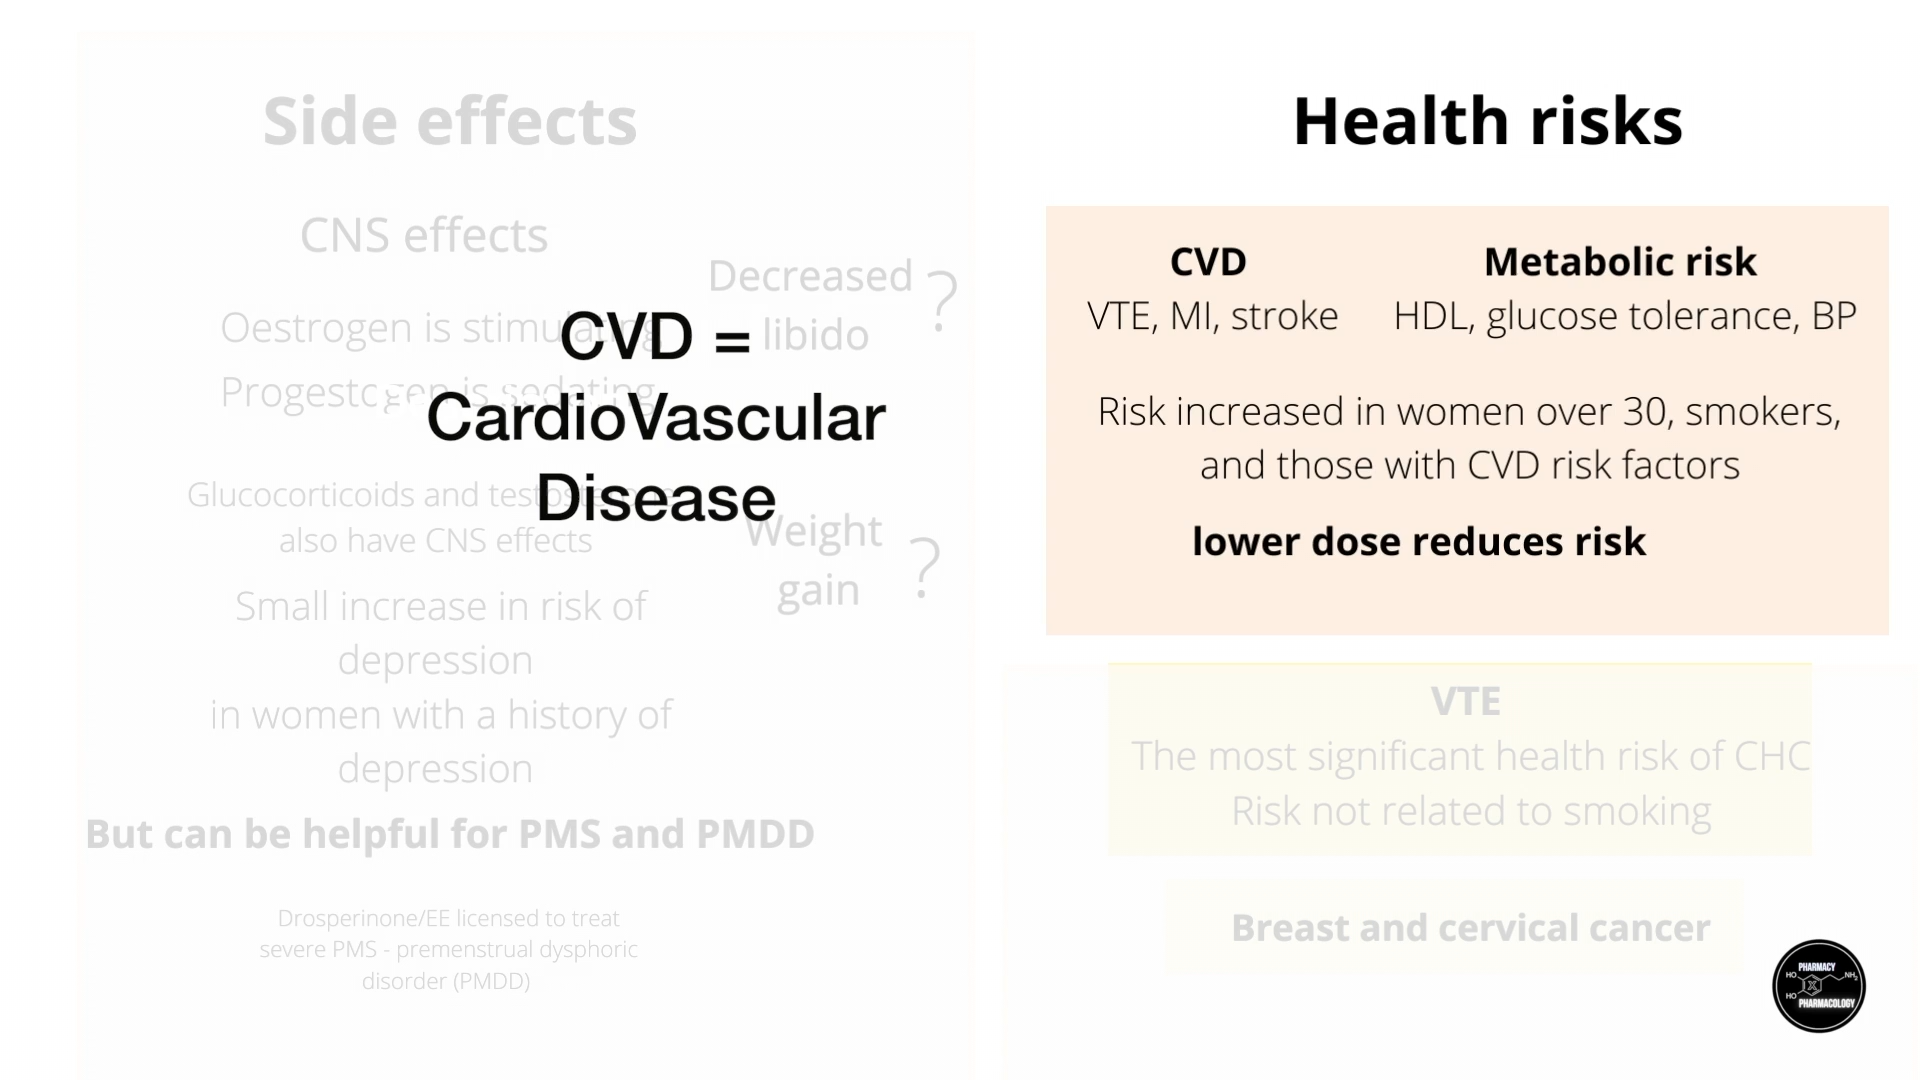 Side effects
CNS effects
Decreased
libido
?
Oestrogen is stimulating
Progestogen is sedating
CVD =
CardioVascular
Disease
Glucocorticoids and testosterone
also have CNS effects
Weight
gain
?
Small increase in risk of
depression
in women with a history of
depression
But can be helpful for PMS and PMDD
Drosperinone/EE licensed to treat
severe PMS - premenstrual dysphoric
disorder (PMDD)
Health risks
CVD
VTE, MI, stroke
Metabolic risk
HDL, glucose tolerance, BP
Risk increased in women over 30, smokers,
and those with CVD risk factors
lower dose reduces risk
VTE
The most significant health risk of CHC
Risk not related to smoking
Breast and cervical cancer
PHARMACY
HO
NH₂
X
HO
PHARMACOLOGY